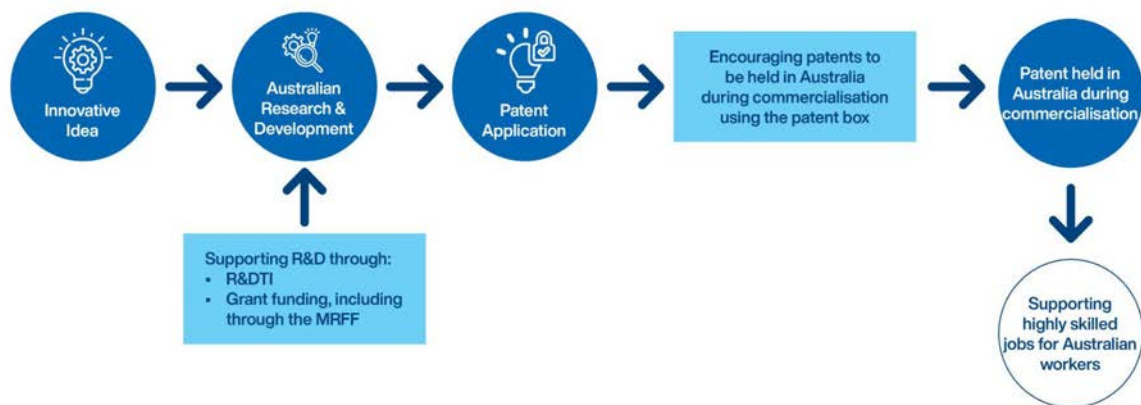 Innovative
Idea
Australian
Research &
Development
Patent
Application
Encouraging patents to
be held in Australia
during commercialisation
using the patent box
Patent held in
Australia during
commercialisation
Supporting R&D through:
▪ R&DTI
▪ Grant funding, including
through the MRFF
Supporting
highly skilled
jobs for Australian
workers